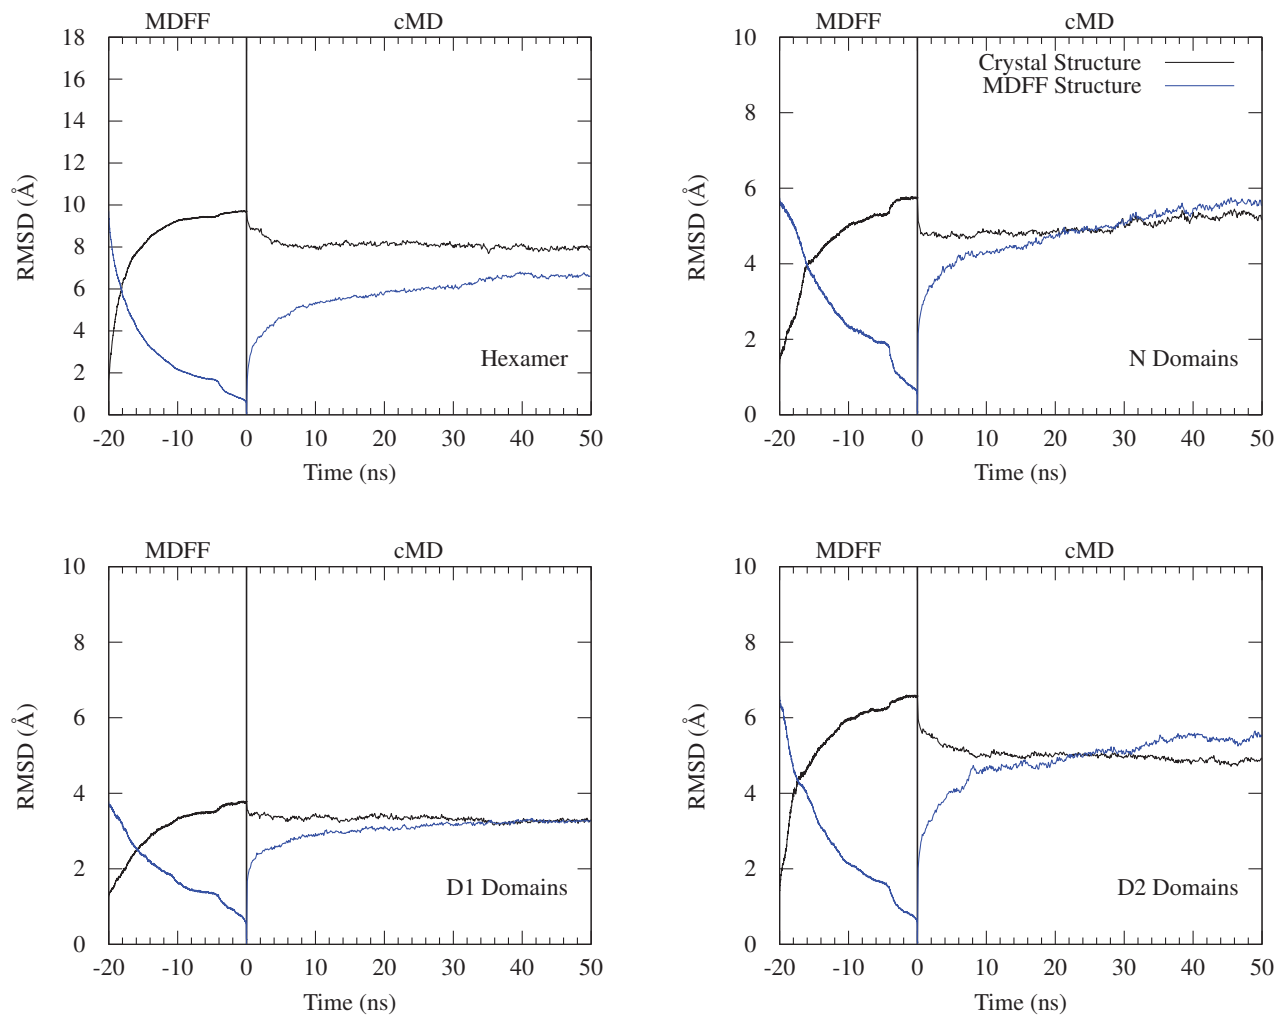 MDFF cMD
18
16
14
12
10
8
6
4
2
0
RMSD (Å)
Hexamer
-20 -10 0 10 20 30 40 50
Time (ns)
MDFF cMD
10
8
6
4
2
0
RMSD (Å)
Crystal Structure
MDFF Structure
N Domains
-20 -10 0 10 20 30 40 50
Time (ns)
MDFF cMD
10
8
6
4
2
0
RMSD (Å)
D1 Domains
-20 -10 0 10 20 30 40 50
Time (ns)
MDFF cMD
10
8
6
4
2
0
RMSD (Å)
D2 Domains
-20 -10 0 10 20 30 40 50
Time (ns)